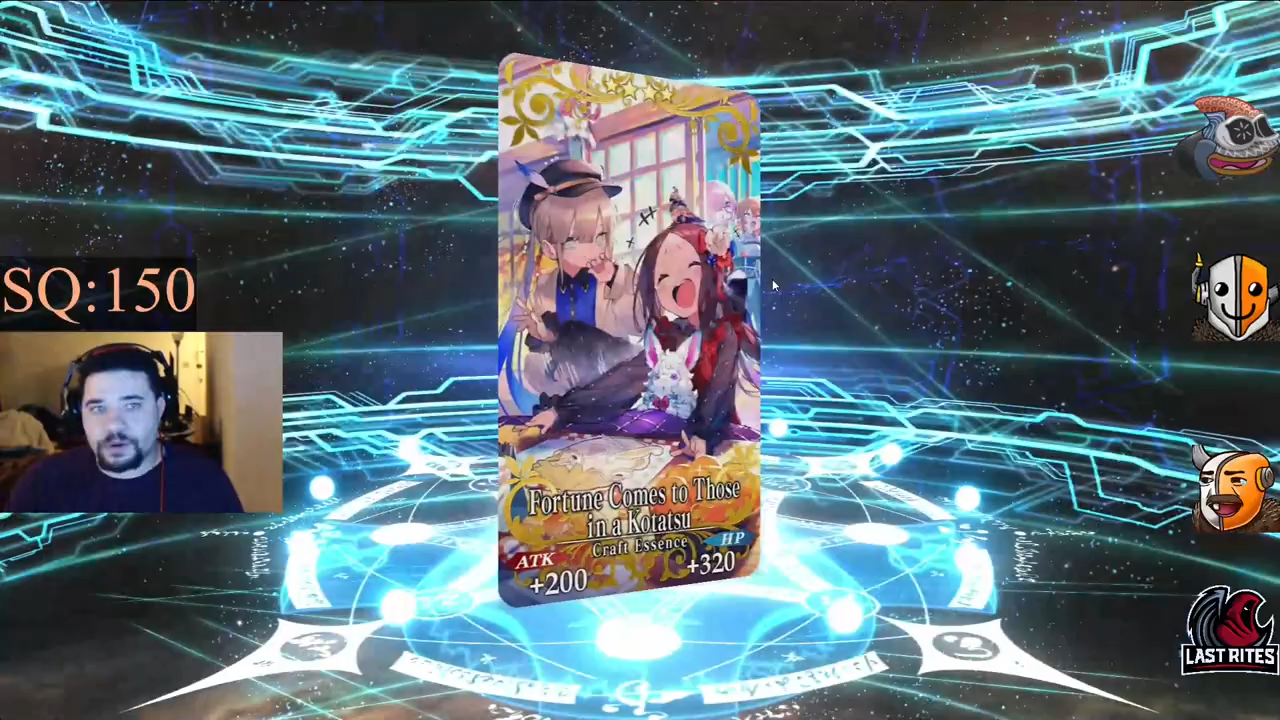 SQ:150
Fortune Comes to Those
in a Kotatsu
Craft Essence
ATK
HP
+200
+320
LAST RITES